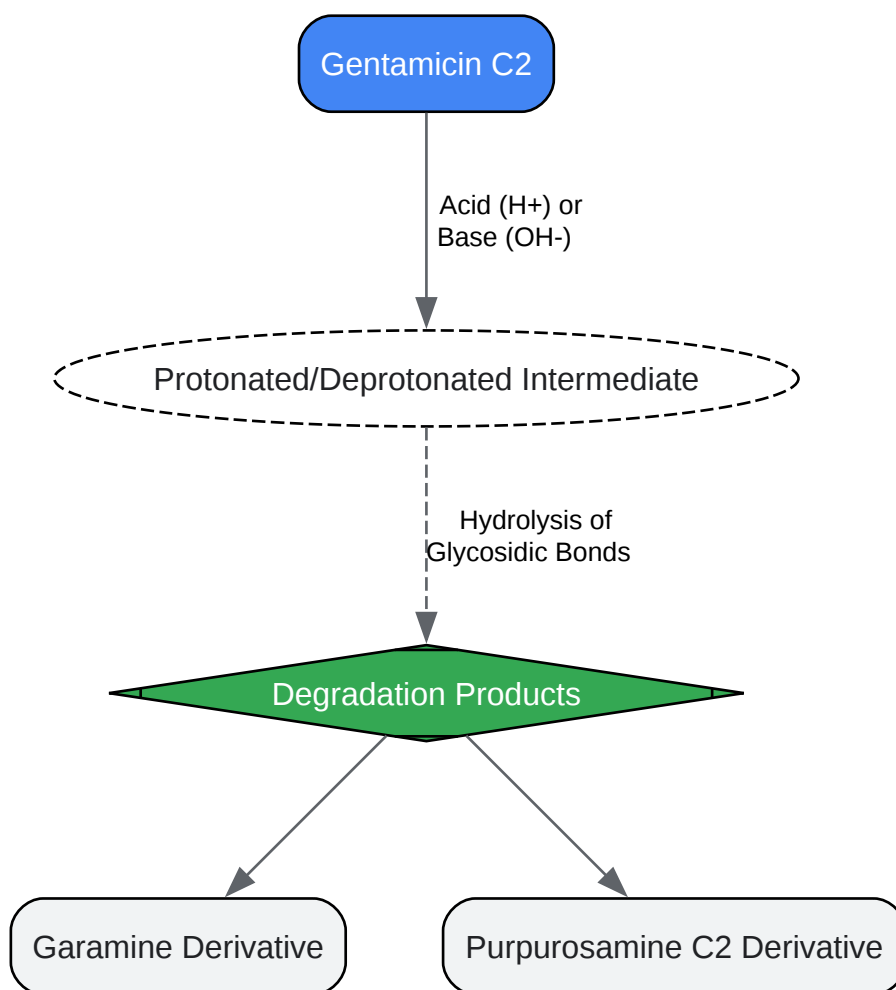 Gentamicin C2
Acid (H+) or
Base (OH-)
Protonated/Deprotonated Intermediate
Hydrolysis of
Glycosidic Bonds
Degradation Products
Garamine Derivative
Purpurosamine C2 Derivative